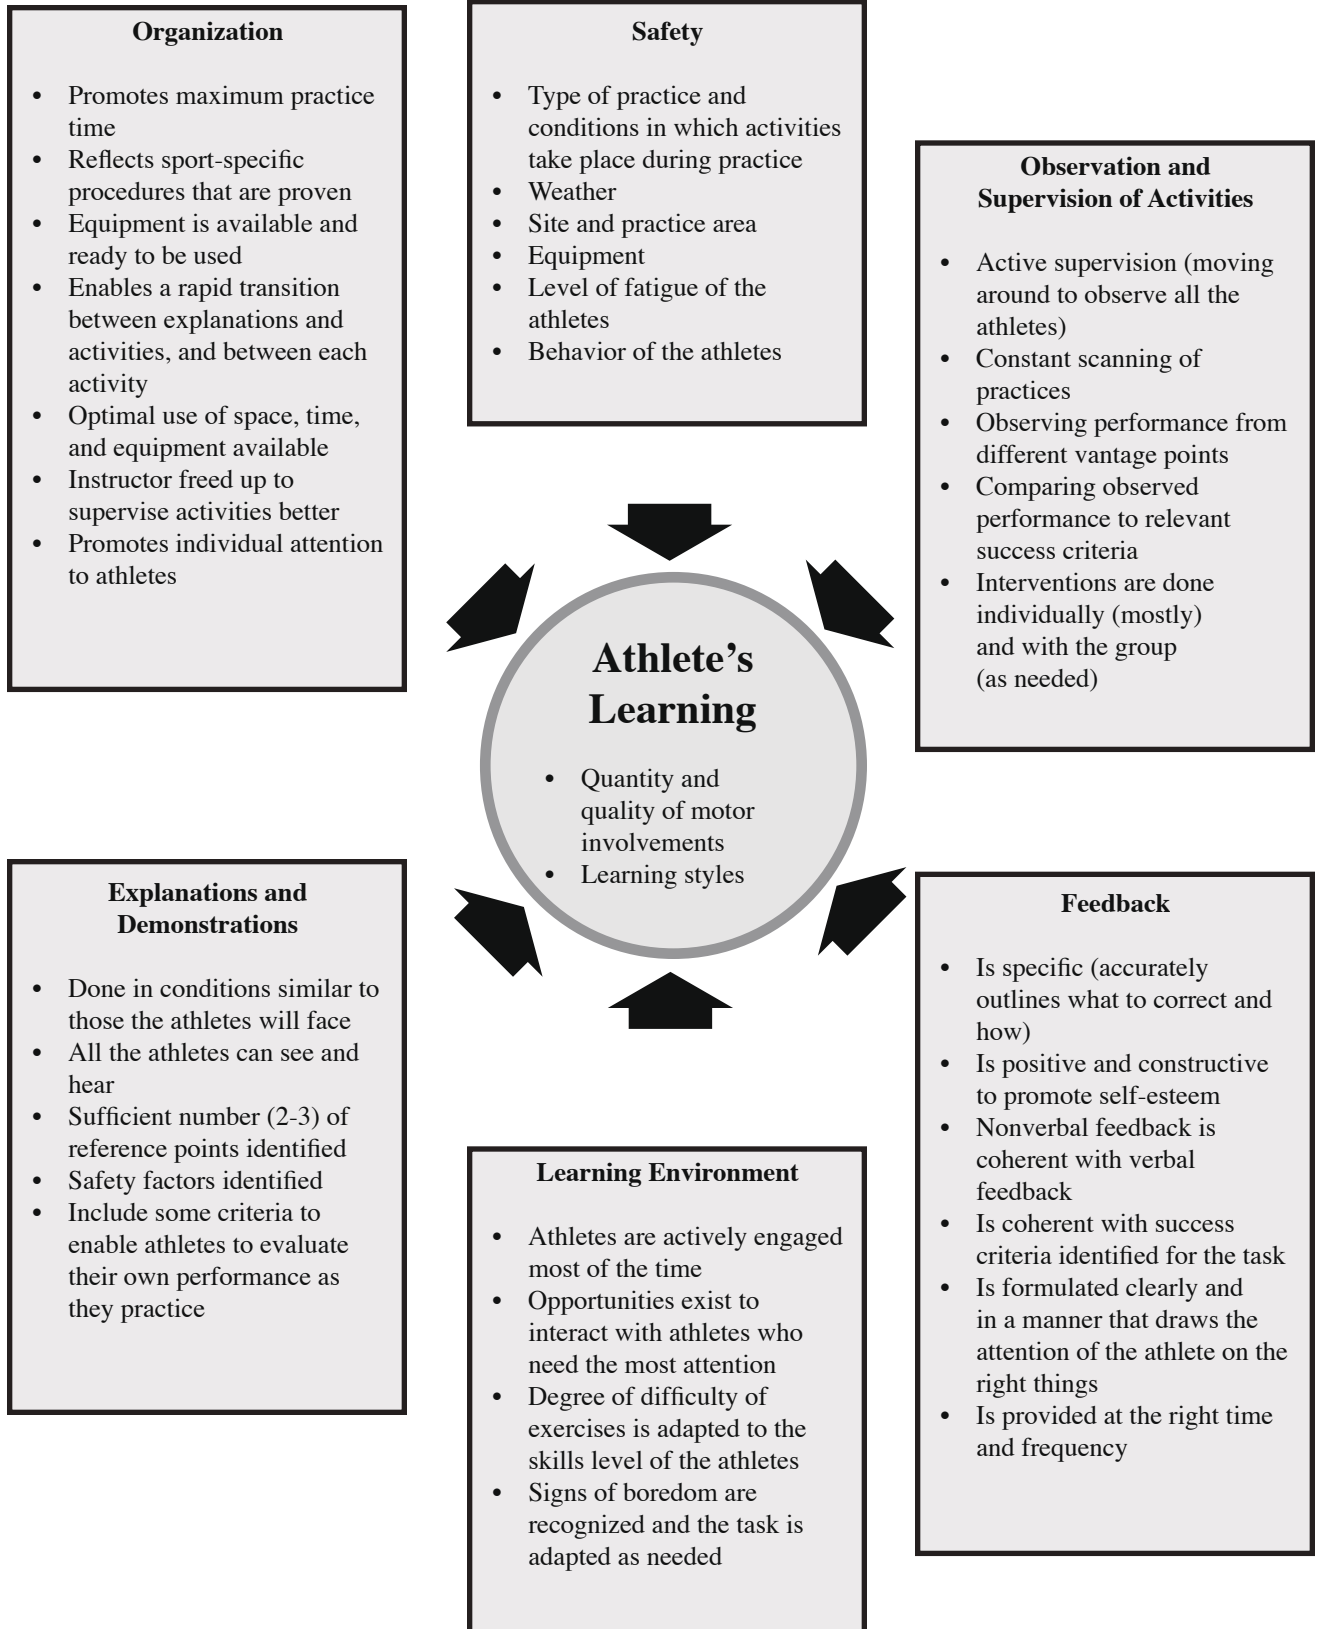 Organization
• Promotes maximum practice
time
• Reflects sport-specific
procedures that are proven
• Equipment is available and
ready to be used
• Enables a rapid transition
between explanations and
activities, and between each
activity
• Optimal use of space, time,
and equipment available
• Instructor freed up to
supervise activities better
• Promotes individual attention
to athletes
Safety
• Type of practice and
conditions in which activities
take place during practice
• Weather
• Site and practice area
• Equipment
• Level of fatigue of the
athletes
• Behavior of the athletes
Observation and
Supervision of Activities
• Active supervision (moving
around to observe all the
athletes)
• Constant scanning of
practices
• Observing performance from
different vantage points
• Comparing observed
performance to relevant
success criteria
• Interventions are done
individually (mostly)
and with the group
(as needed)
Athlete’s
Learning
• Quantity and
quality of motor
involvements
• Learning styles
Explanations and
Demonstrations
• Done in conditions similar to
those the athletes will face
• All the athletes can see and
hear
• Sufficient number (2-3) of
reference points identified
• Safety factors identified
• Include some criteria to
enable athletes to evaluate
their own performance as
they practice
Learning Environment
• Athletes are actively engaged
most of the time
• Opportunities exist to
interact with athletes who
need the most attention
• Degree of difficulty of
exercises is adapted to the
skills level of the athletes
• Signs of boredom are
recognized and the task is
adapted as needed
Feedback
• Is specific (accurately
outlines what to correct and
how)
• Is positive and constructive
to promote self-esteem
• Nonverbal feedback is
coherent with verbal
feedback
• Is coherent with success
criteria identified for the task
• Is formulated clearly and
in a manner that draws the
attention of the athlete on the
right things
• Is provided at the right time
and frequency